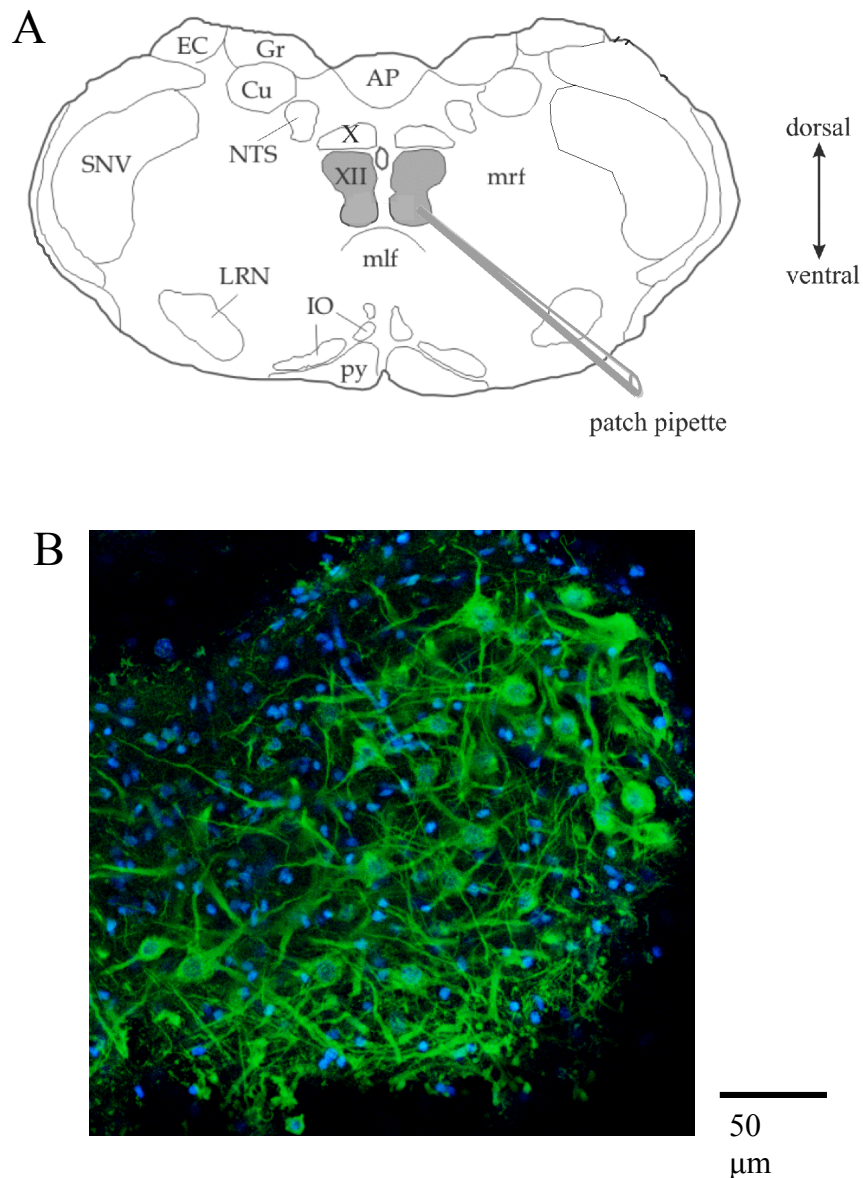 A
EC
Gr
AP
Cu
dorsal
X
NTS
SNV
XII
mrf
mlf
ventral
LRN
IO
py
patch pipette
B
50
μm